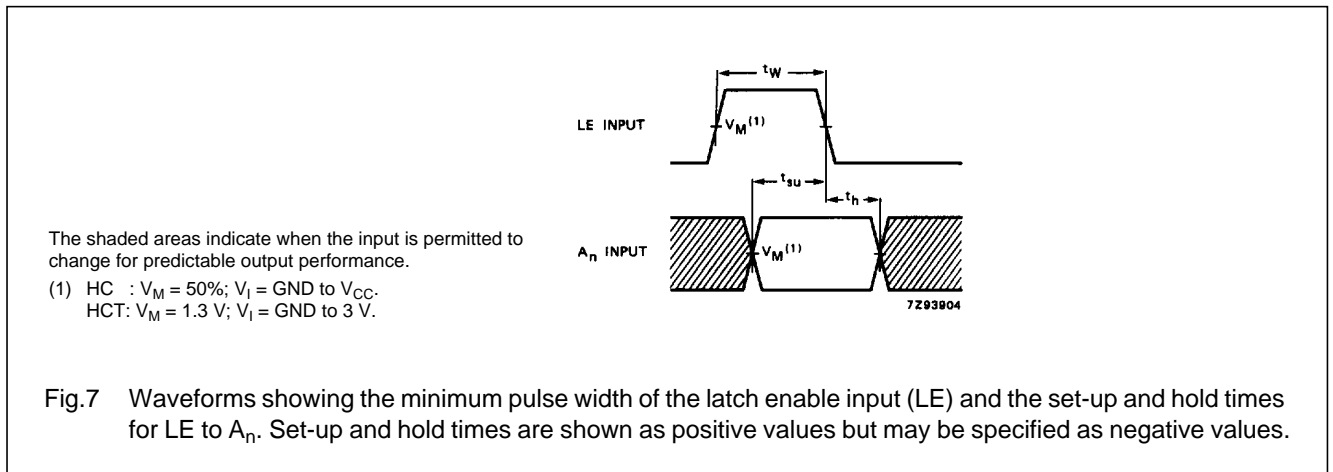 tW
LE INPUT
VM(1)
tsu
th
An INPUT
VM(1)
7Z93904
The shaded areas indicate when the input is permitted to
change for predictable output performance.
(1) HC : VM = 50%; VI = GND to VCC.
HCT: VM = 1.3 V; VI = GND to 3 V.
Fig.7 Waveforms showing the minimum pulse width of the latch enable input (LE) and the set-up and hold times
for LE to An. Set-up and hold times are shown as positive values but may be specified as negative values.